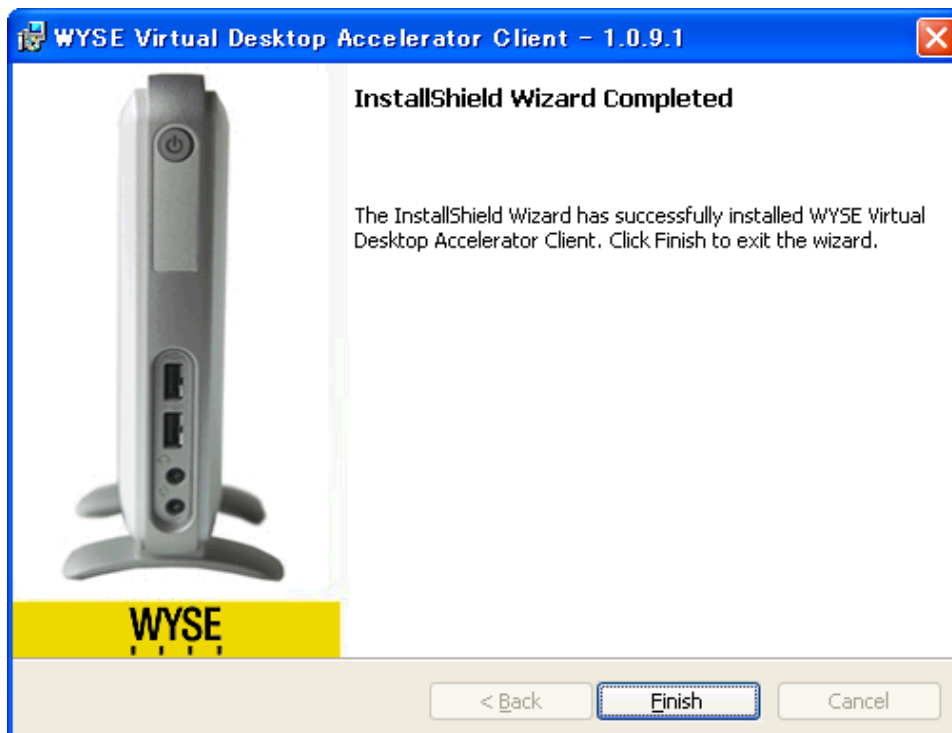 WYSE Virtual Desktop Accelerator Client - 1.0.9.1
InstallShield Wizard Completed
The InstallShield Wizard has successfully installed WYSE Virtual
Desktop Accelerator Client. Click Finish to exit the wizard.
WYSE
< Back
Finish
Cancel